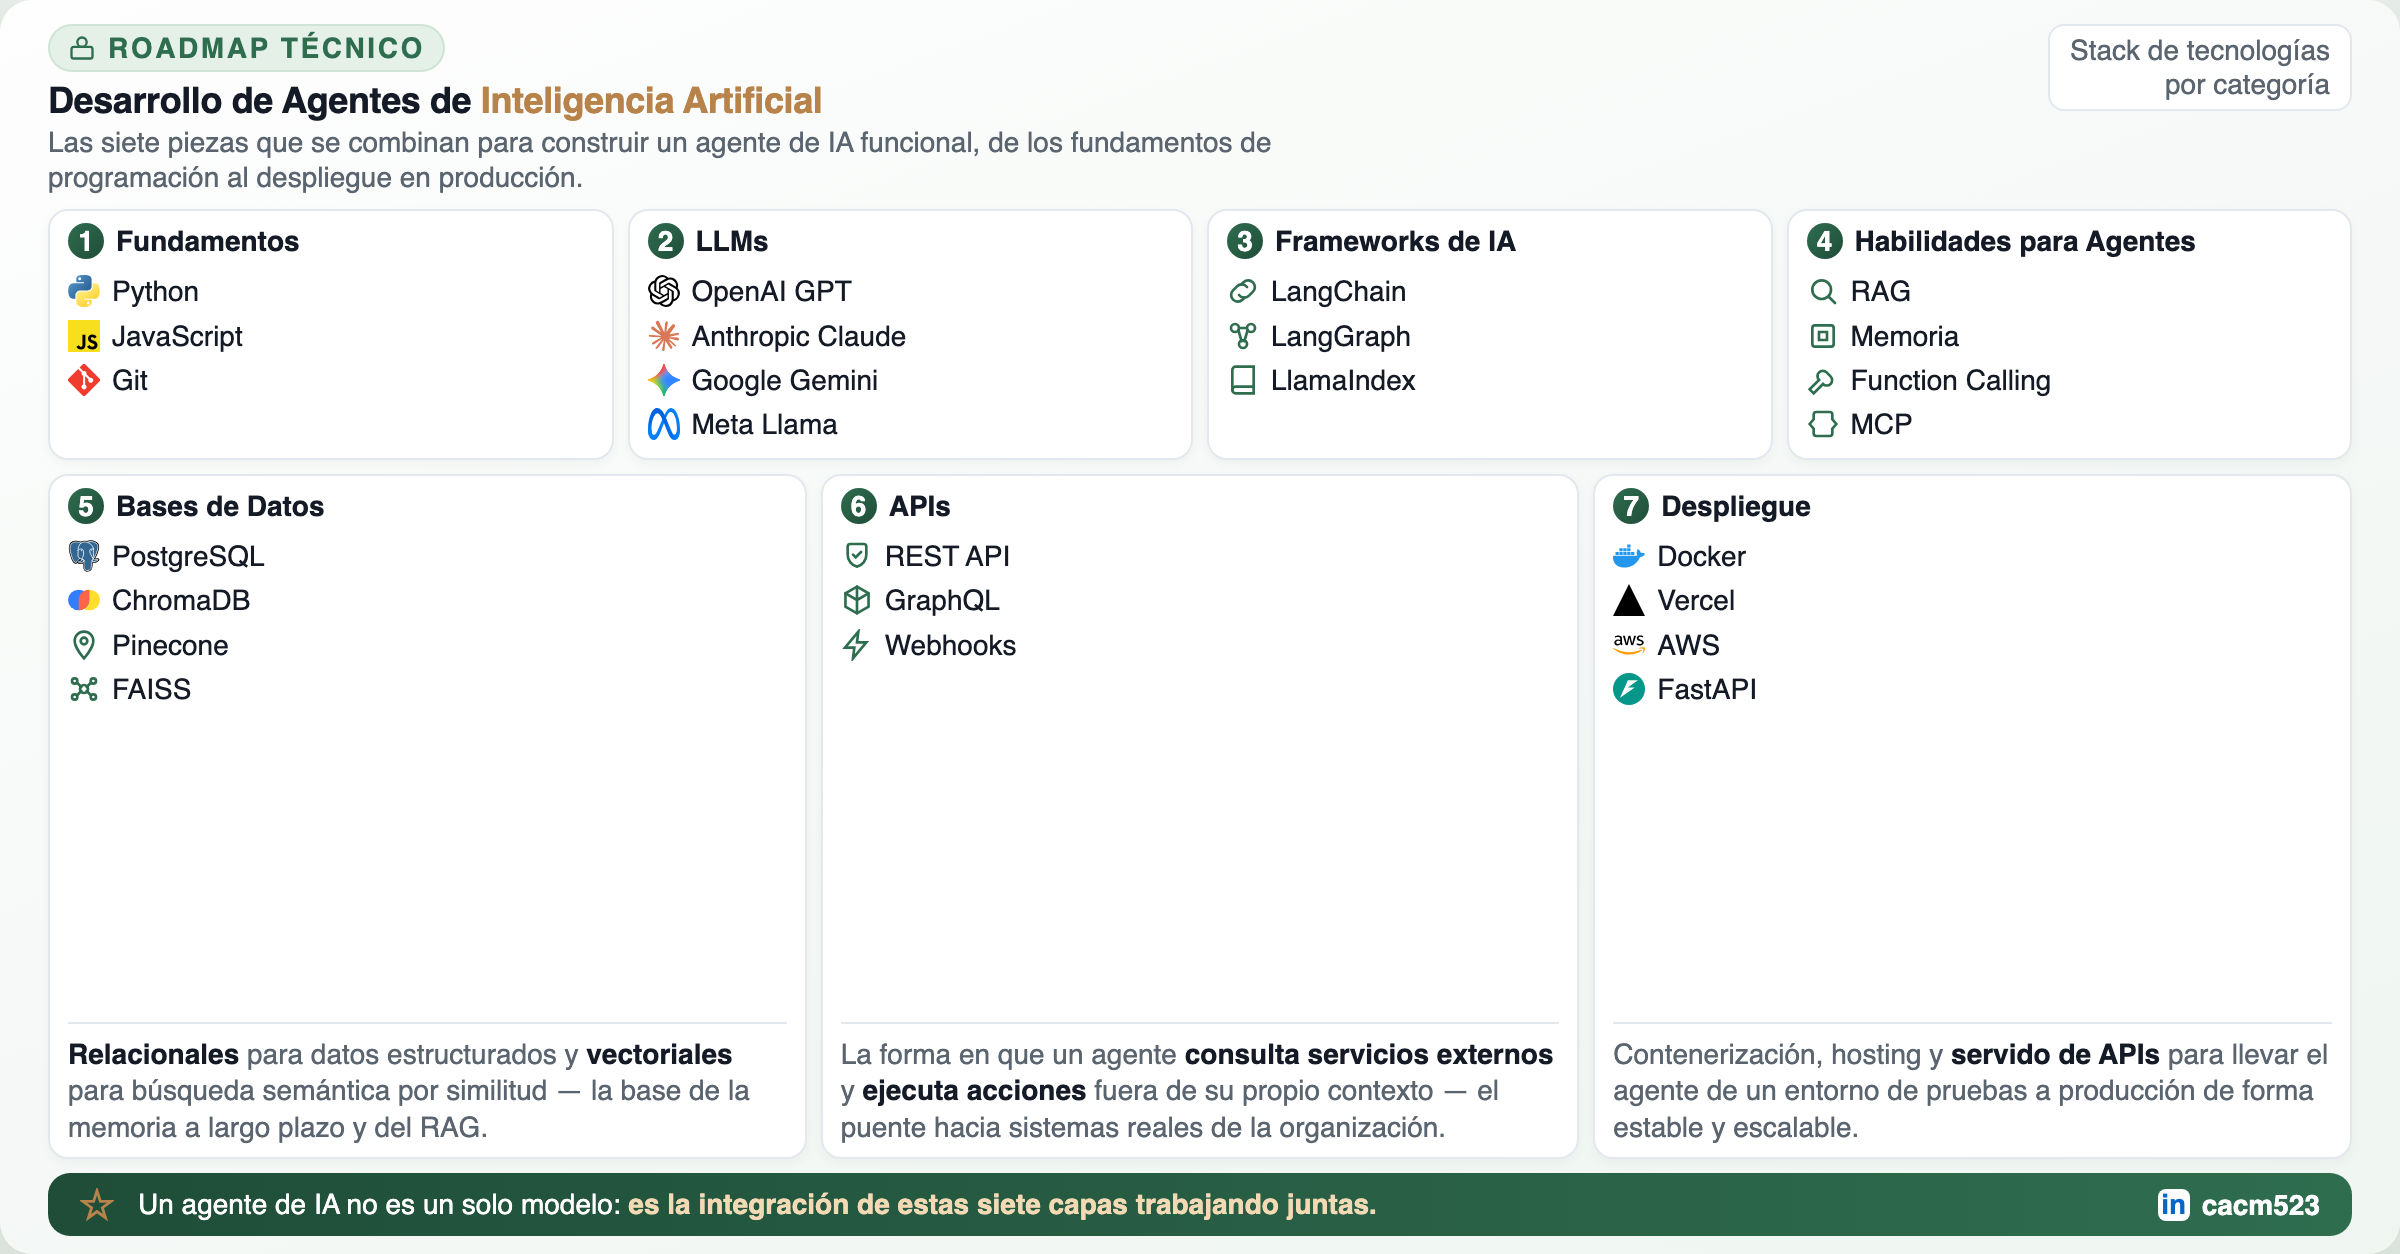 ROADMAP TÉCNICO
Desarrollo de Agentes de Inteligencia Artificial
Las siete piezas que se combinan para construir un agente de IA funcional, de los fundamentos de
programación al despliegue en producción.
Stack de tecnologías
por categoría
1 Fundamentos
Python
JS JavaScript
Git
2 LLMs
OpenAI GPT
Anthropic Claude
Google Gemini
Meta Llama
3 Frameworks de IA
LangChain
LangGraph
LlamaIndex
4 Habilidades para Agentes
RAG
Memoria
Function Calling
MCP
5 Bases de Datos
PostgreSQL
ChromaDB
Pinecone
FAISS
Relacionales para datos estructurados y vectoriales
para búsqueda semántica por similitud — la base de la
memoria a largo plazo y del RAG.
6 APIs
REST API
GraphQL
Webhooks
La forma en que un agente consulta servicios externos
y ejecuta acciones fuera de su propio contexto — el
puente hacia sistemas reales de la organización.
7 Despliegue
Docker
Vercel
aws AWS
FastAPI
Contenerización, hosting y servido de APIs para llevar el
agente de un entorno de pruebas a producción de forma
estable y escalable.
Un agente de IA no es un solo modelo: es la integración de estas siete capas trabajando juntas.
in cacm523